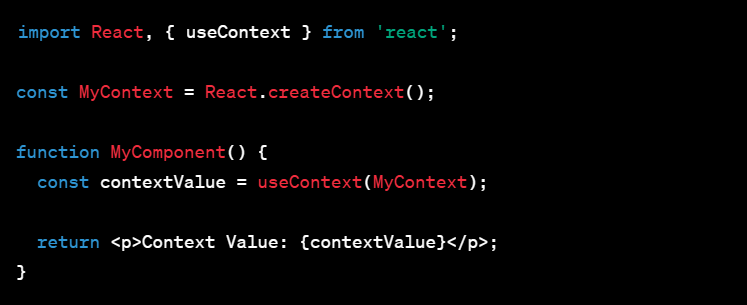 import React, { useContext } from 'react';
const MyContext = React.createContext();
function MyComponent() {
const contextValue = useContext(MyContext);
return <p>Context Value: {contextValue}</p>;
}